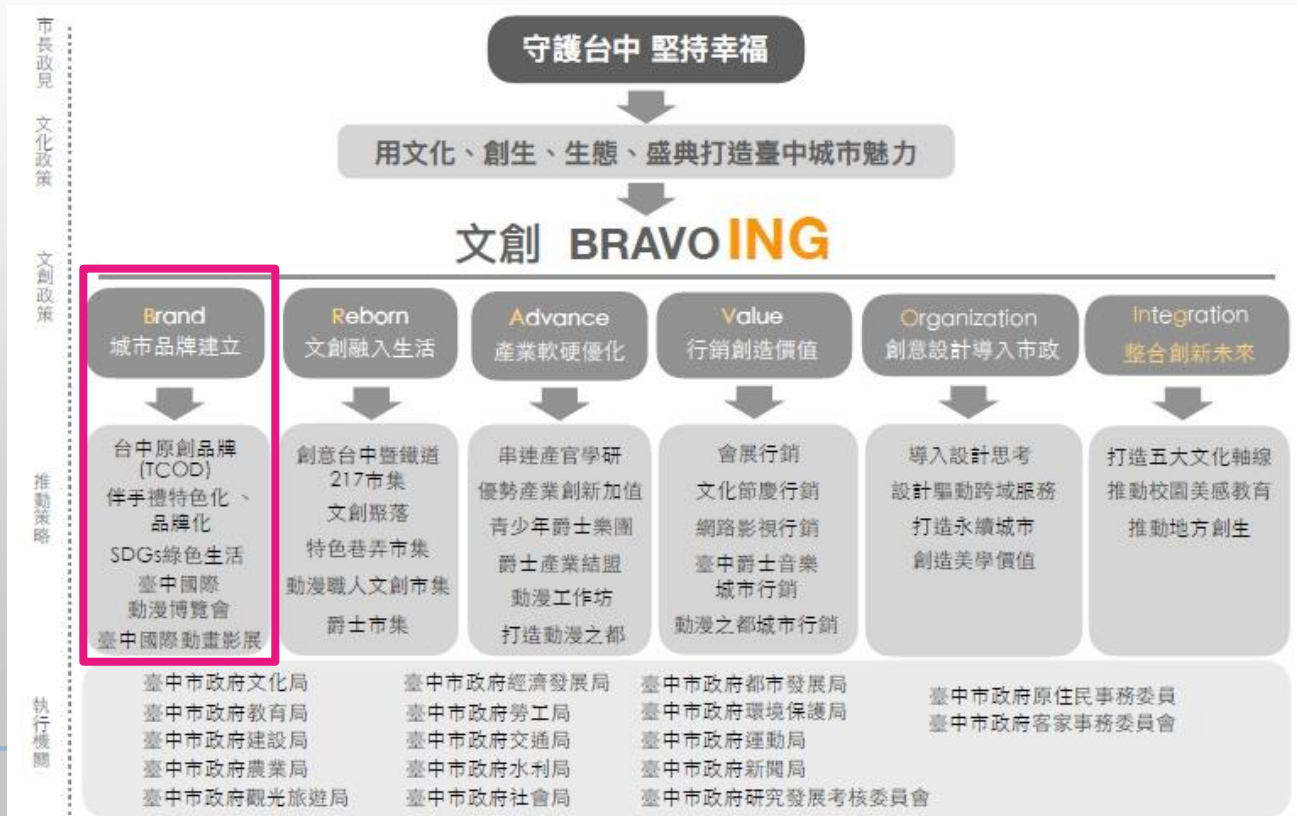 市長政見
守護台中 堅持幸福
文化政策
用文化、創生、生態、盛典打造臺中城市魅力
文創政策
文創 BRAVO ING
Brand
城市品牌建立
Reborn
文創融入生活
Advance
產業軟硬優化
Value
行銷創造價值
Organization
創意設計導入市政
Integration
整合創新未來
推動策略
台中原創品牌
(TCOD)
伴手禮特色化、
品牌化
SDGs綠色生活
臺中國際
動漫博覽會
臺中國際動畫影展
創意台中暨鐵道
217市集
文創聚落
特色巷弄市集
動漫職人文創市集
爵士市集
串連產官學研
優勢產業創新加值
青少年爵士樂團
爵士產業結盟
動漫工作坊
打造動漫之都
會展行銷
文化節慶行銷
網路影視行銷
臺中爵士音樂
城市行銷
動漫之都城市行銷
導入設計思考
設計驅動跨域服務
打造永續城市
創造美學價值
打造五大文化軸線
推動校園美感教育
推動地方創生
執行機關
臺中市政府文化局
臺中市政府教育局
臺中市政府建設局
臺中市政府農業局
臺中市政府觀光旅遊局
臺中市政府經濟發展局
臺中市政府勞工局
臺中市政府交通局
臺中市政府水利局
臺中市政府社會局
臺中市政府都市發展局
臺中市政府環境保護局
臺中市政府運動局
臺中市政府新聞局
臺中市政府研究發展考核委員會
臺中市政府原住民事務委員
臺中市政府客家事務委員會